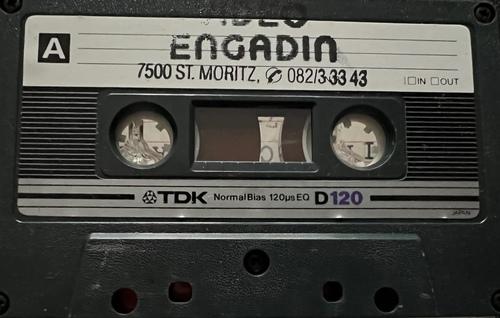 A
ENGADIN
7500 ST. MORITZ, ✆ 082/3 33 43
IN OUT
TDK Normal Bias 120μs EQ D120
JAPAN